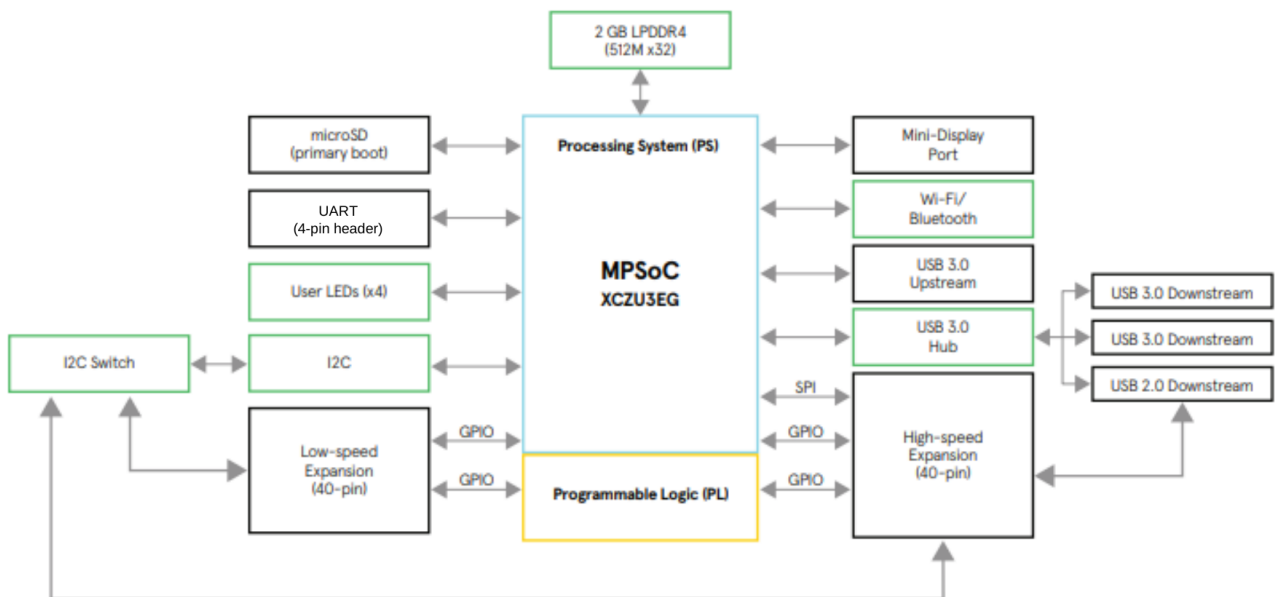 2 GB LPDDR4
(512M x32)
microSD
(primary boot)
Processing System (PS)
Mini-Display
Port
UART
(4-pin header)
Wi-Fi/
Bluetooth
MPSoC
XCZU3EG
USB 3.0
Upstream
User LEDs (x4)
USB 3.0 Downstream
USB 3.0
Hub
USB 3.0 Downstream
I2C Switch
I2C
USB 2.0 Downstream
SPI
GPIO
GPIO
Low-speed
Expansion
(40-pin)
High-speed
Expansion
(40-pin)
GPIO
GPIO
Programmable Logic (PL)